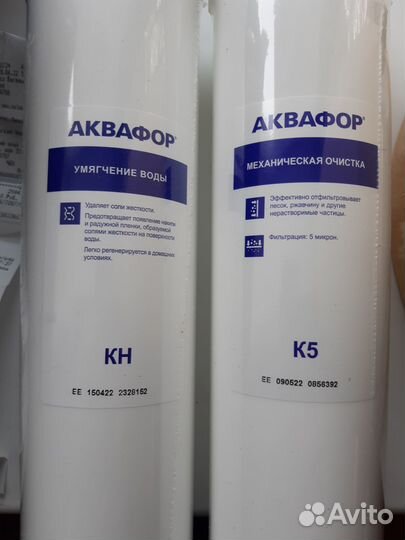 АКВАФОР®
УМЯГЧЕНИЕ ВОДЫ
Удаляет соли жесткости.
Предотвращает появление накипи
и радужной пленки, образуемой
солями жесткости на поверхности
воды.
Легко регенерируется в домашних
условиях.
КН
EE 150422 2328152
АКВАФОР®
МЕХАНИЧЕСКАЯ ОЧИСТКА
Эффективно отфильтровывает
песок, ржавчину и другие
нерастворимые частицы.
Фильтрация: 5 микрон.
К5
EE 090522 0856392
Avito